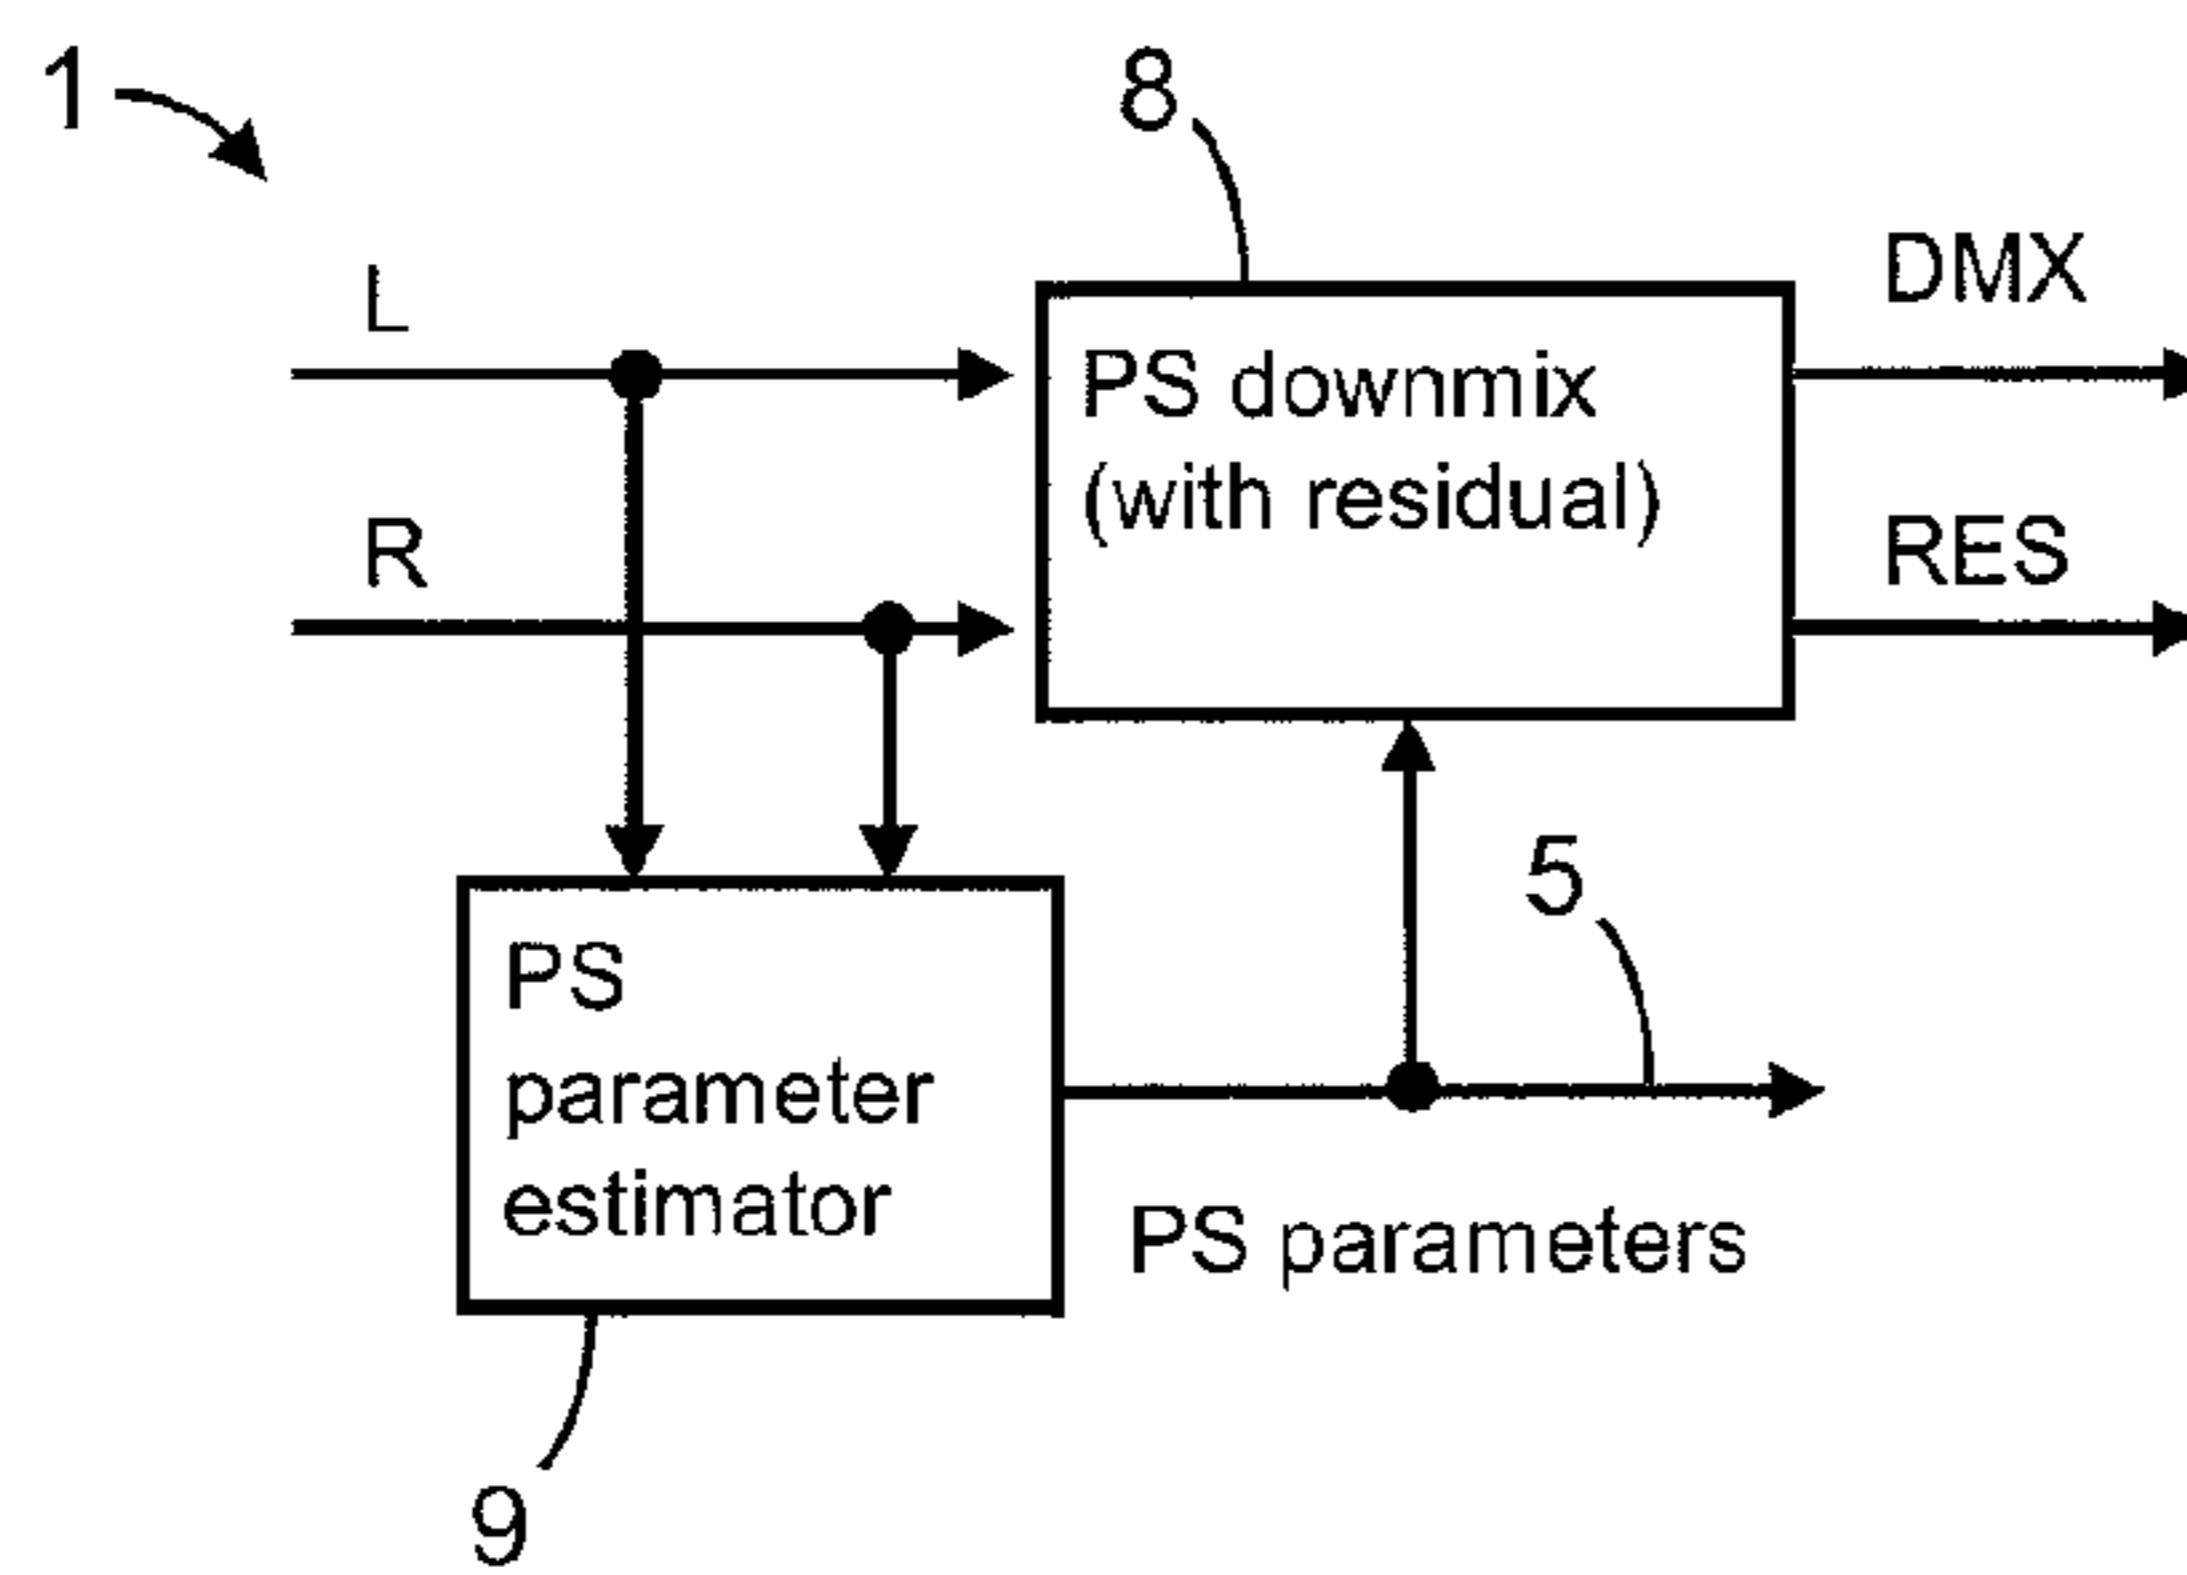 1
8
L
DMX
PS downmix
(with residual)
R
RES
5
PS
parameter
estimator
PS parameters
9